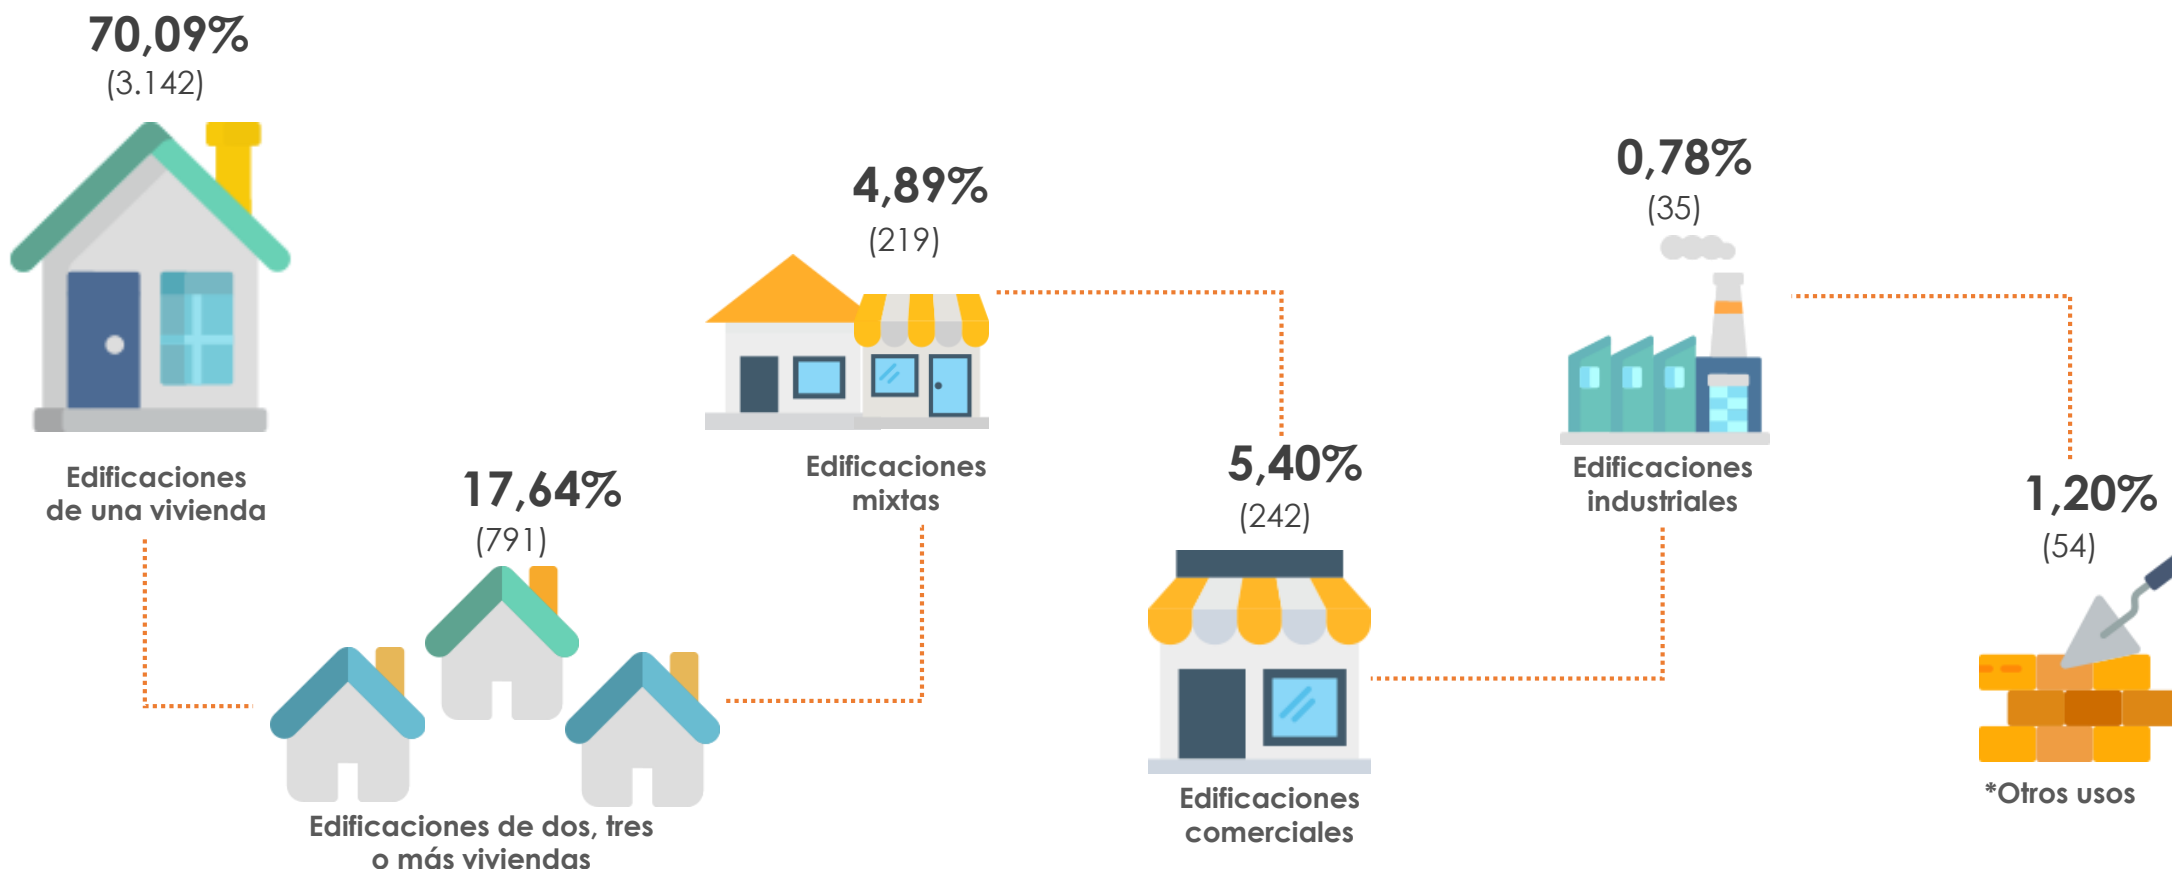 70,09%
(3.142)
Edificaciones
de una vivienda
17,64%
(791)
Edificaciones de dos, tres
o más viviendas
4,89%
(219)
Edificaciones
mixtas
5,40%
(242)
Edificaciones
comerciales
0,78%
(35)
Edificaciones
industriales
1,20%
(54)
*Otros usos